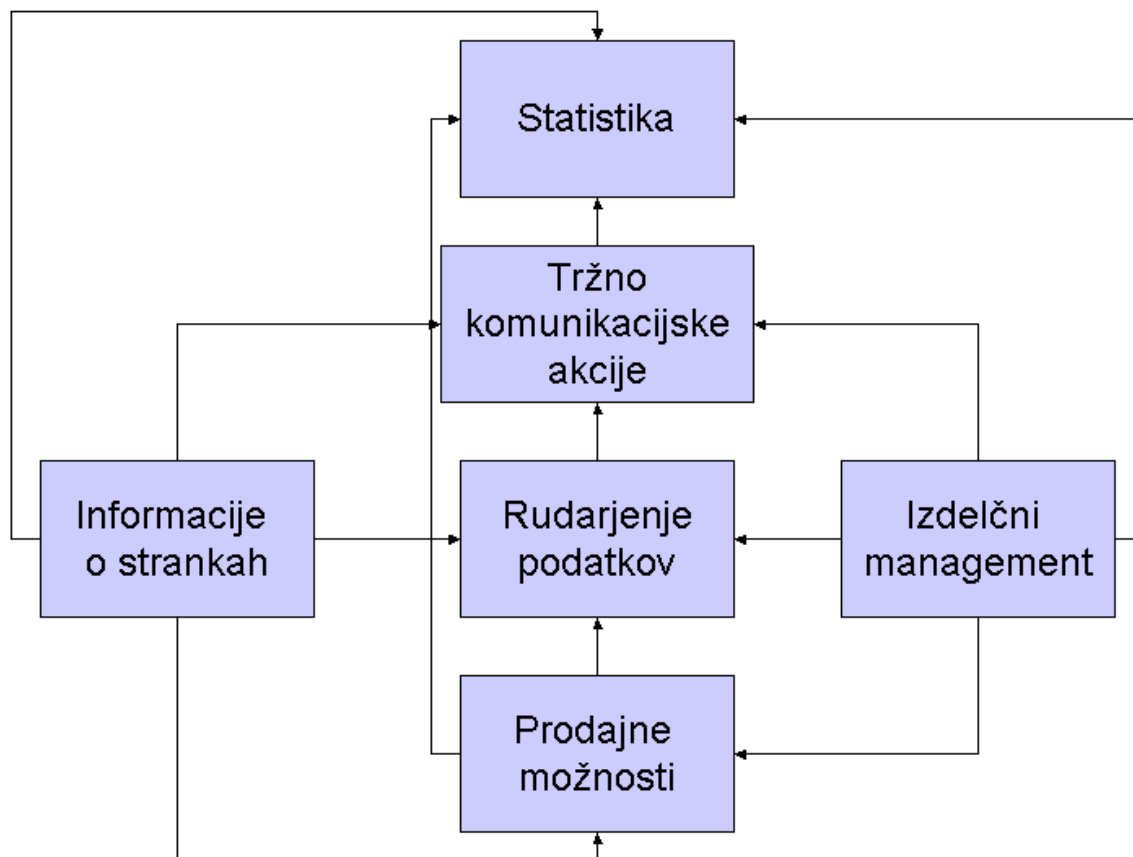 Statistika
Tržno
komunikacijske
akcije
Informacije
o strankah
Rudarjenje
podatkov
Izdelčni
management
Prodajne
možnosti